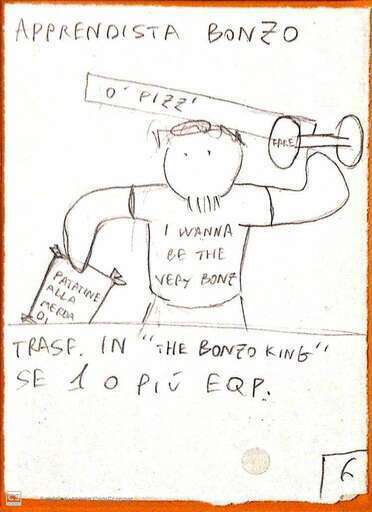 APPRENDISTA BONZO
O' PIZZ'
FAKE
I WANNA
BE THE
VERY BONZ
PATATINE
ALLA
MERDA
DI
TRASF. IN "THE BONZO KING"
SE 1 O PIÚ EQP.
6